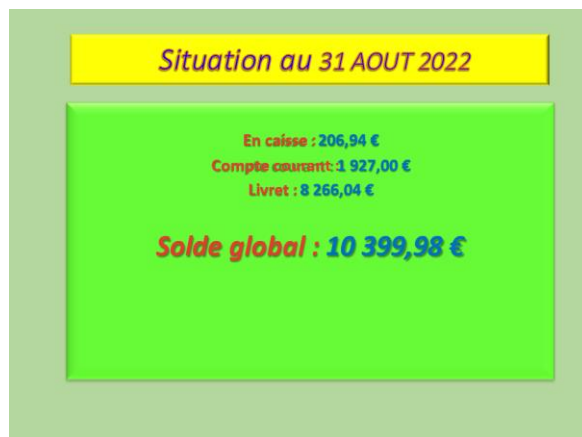 Situation au 31 AOUT 2022
En caisse : 206,94 €
Compte courant : 1 927,00 €
Livret : 8 266,04 €
Solde global : 10 399,98 €